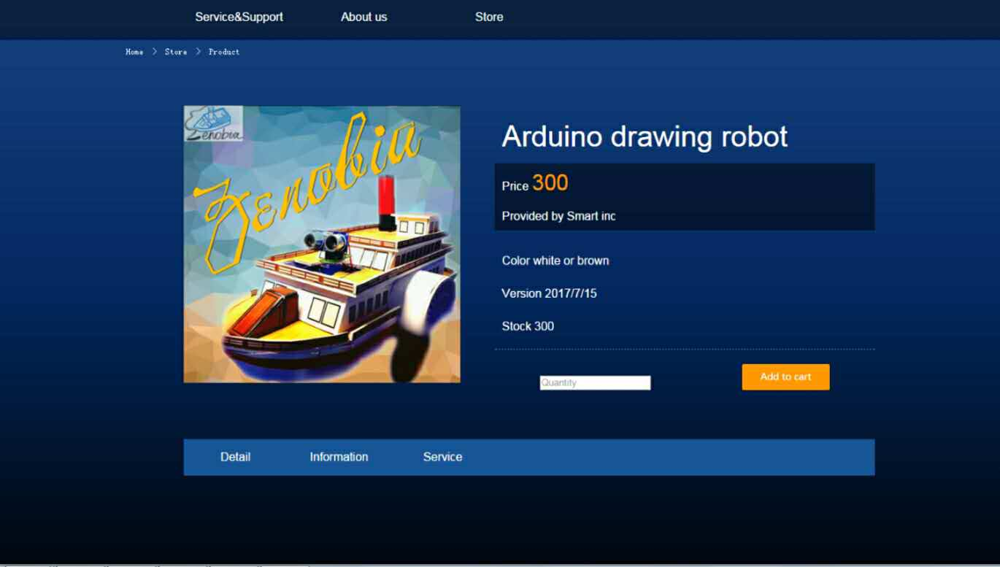 Service&Support About us Store
Home > Store > Product
Zenobia
Zenobia
Arduino drawing robot
Price 300
Provided by Smart inc
Color white or brown
Version 2017/7/15
Stock 300
Quantity Add to cart
Detail Information Service